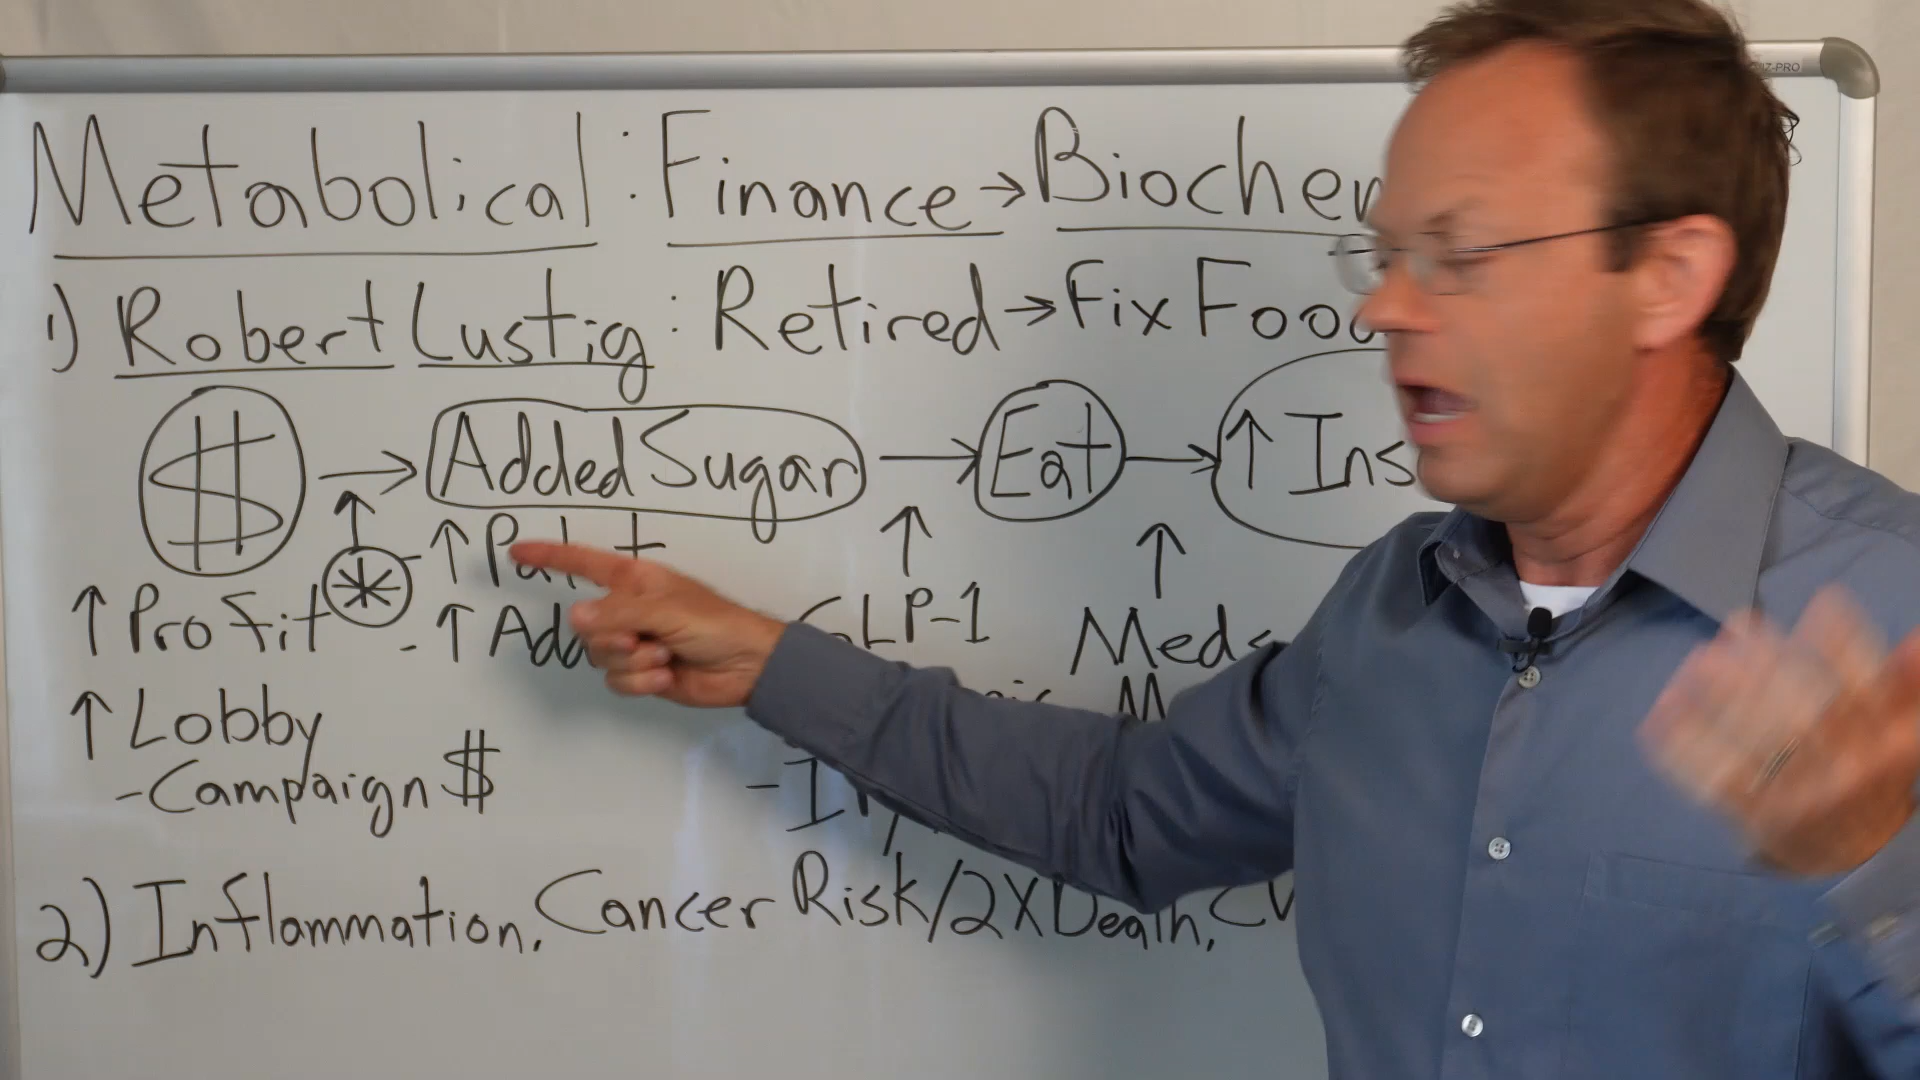 Metabolical: Finance → Biochem
1) Robert Lustig: Retired → Fix Food
$ → Added Sugar → Eat → ↑ Ins
↑ Profit
↑ Lobby
- Campaign $
* - ↑
- ↑ Add
GLP-1
Meds
2) Inflammation, Cancer Risk/2X Death, CV